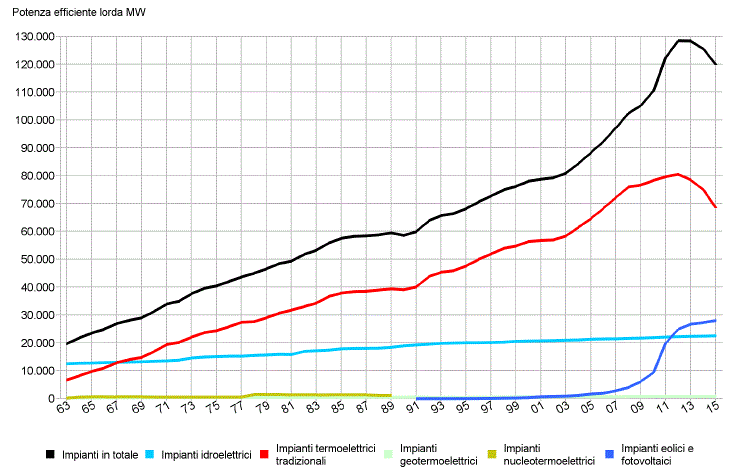 Potenza efficiente lorda MW
130.000
120.000
110.000
100.000
90.000
80.000
70.000
60.000
50.000
40.000
30.000
20.000
10.000
0
63 65 67 69 71 73 75 77 79 81 83 85 87 89 91 93 95 97 99 01 03 05 07 09 11 13 15
Impianti in totale
Impianti idroelettrici
Impianti termoelettrici
tradizionali
Impianti
geotermoelettrici
Impianti
nucleotermoelettrici
Impianti eolici e
fotovoltaici